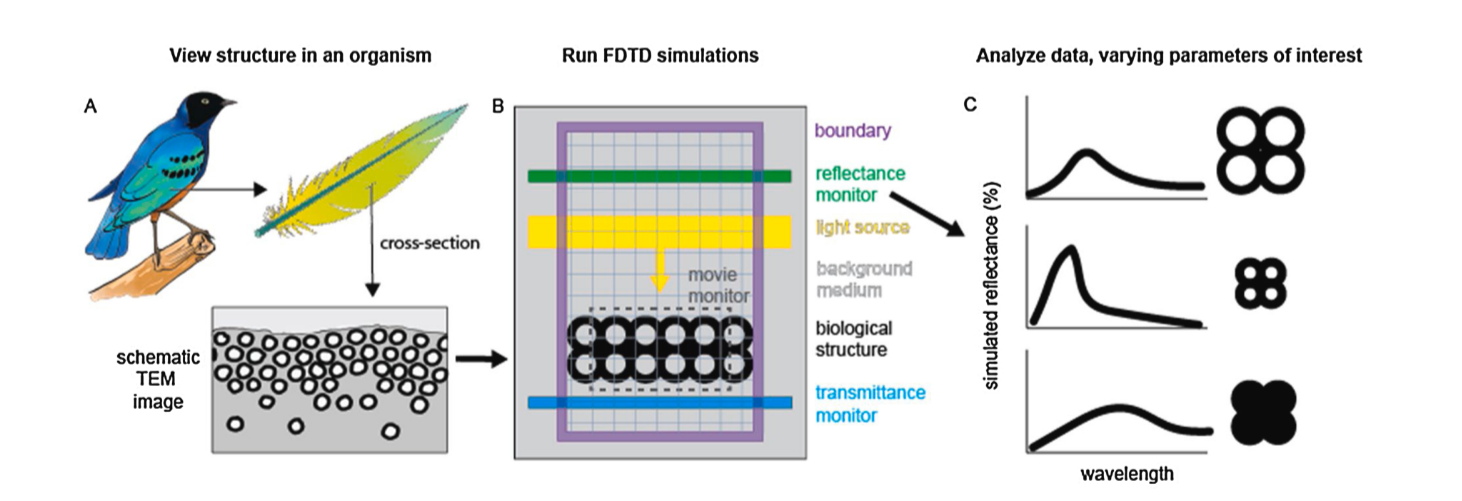 View structure in an organism
Run FDTD simulations
Analyze data, varying parameters of interest
A
cross-section
schematic
TEM
image
B
boundary
reflectance
monitor
light source
background
medium
movie
monitor
biological
structure
transmittance
monitor
C
simulated reflectance (%)
wavelength